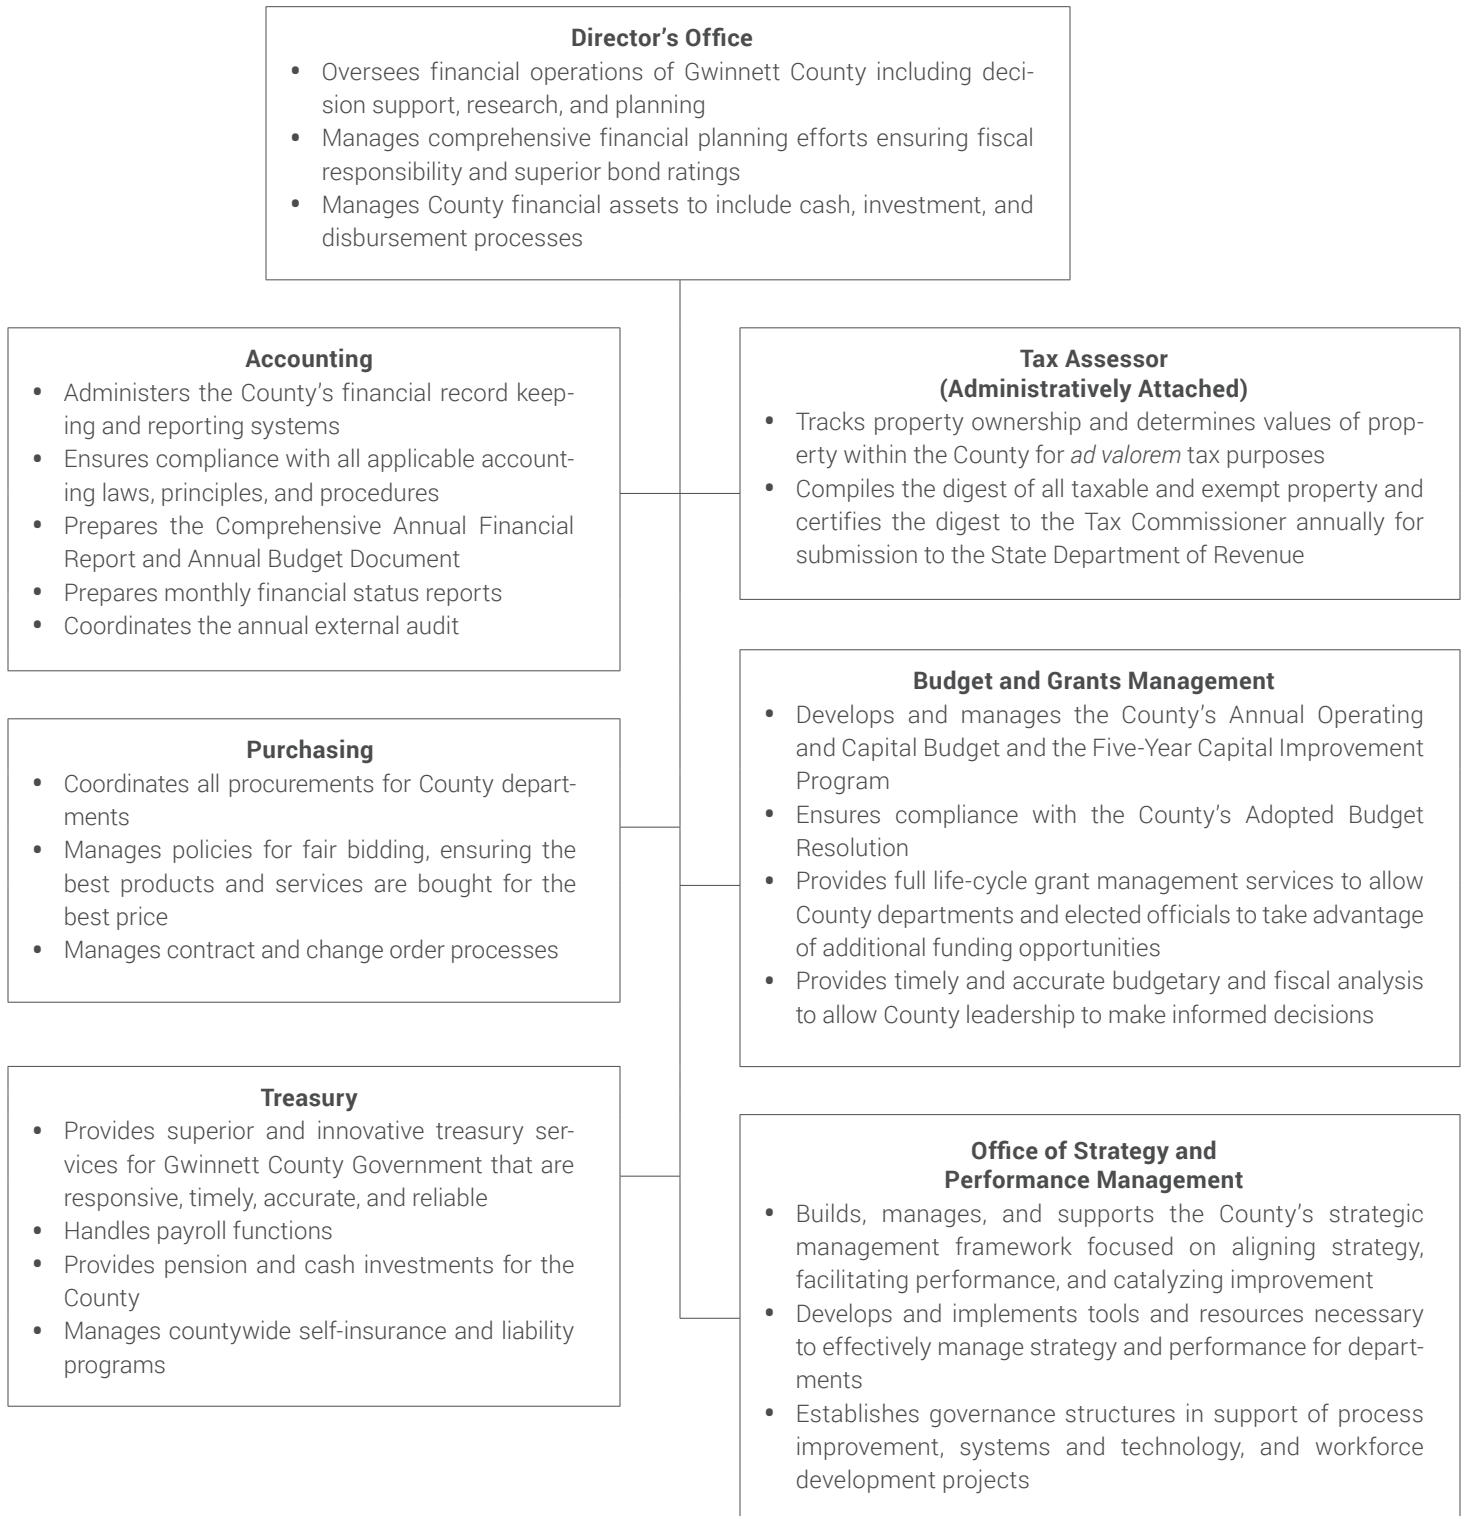 Director's Office
• Oversees financial operations of Gwinnett County including deci-
sion support, research, and planning
• Manages comprehensive financial planning efforts ensuring fiscal
responsibility and superior bond ratings
• Manages County financial assets to include cash, investment, and
disbursement processes
Accounting
• Administers the County's financial record keep-
ing and reporting systems
• Ensures compliance with all applicable account-
ing laws, principles, and procedures
• Prepares the Comprehensive Annual Financial
Report and Annual Budget Document
• Prepares monthly financial status reports
• Coordinates the annual external audit
Tax Assessor
(Administratively Attached)
• Tracks property ownership and determines values of prop-
erty within the County for ad valorem tax purposes
• Compiles the digest of all taxable and exempt property and
certifies the digest to the Tax Commissioner annually for
submission to the State Department of Revenue
Purchasing
• Coordinates all procurements for County depart-
ments
• Manages policies for fair bidding, ensuring the
best products and services are bought for the
best price
• Manages contract and change order processes
Budget and Grants Management
• Develops and manages the County's Annual Operating
and Capital Budget and the Five-Year Capital Improvement
Program
• Ensures compliance with the County's Adopted Budget
Resolution
• Provides full life-cycle grant management services to allow
County departments and elected officials to take advantage
of additional funding opportunities
• Provides timely and accurate budgetary and fiscal analysis
to allow County leadership to make informed decisions
Treasury
• Provides superior and innovative treasury ser-
vices for Gwinnett County Government that are
responsive, timely, accurate, and reliable
• Handles payroll functions
• Provides pension and cash investments for the
County
• Manages countywide self-insurance and liability
programs
Office of Strategy and
Performance Management
• Builds, manages, and supports the County's strategic
management framework focused on aligning strategy,
facilitating performance, and catalyzing improvement
• Develops and implements tools and resources necessary
to effectively manage strategy and performance for depart-
ments
• Establishes governance structures in support of process
improvement, systems and technology, and workforce
development projects